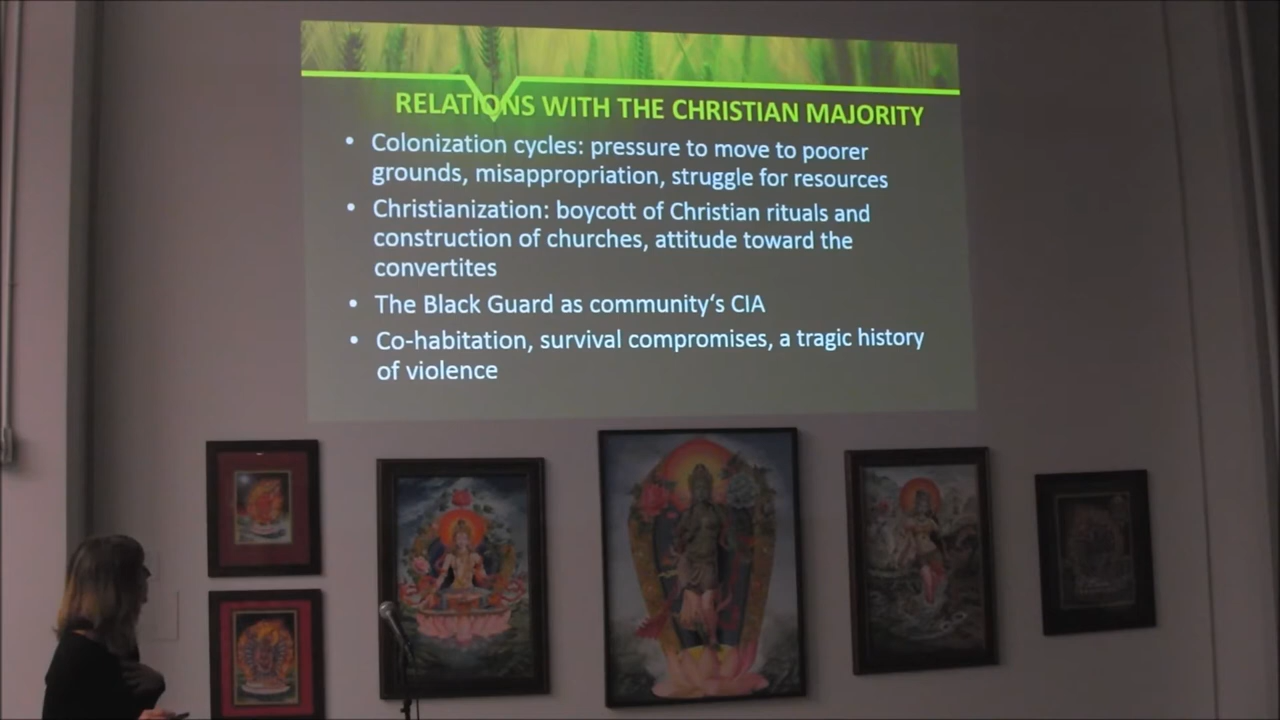 RELATIONS WITH THE CHRISTIAN MAJORITY
• Colonization cycles: pressure to move to poorer
grounds, misappropriation, struggle for resources
• Christianization: boycott of Christian rituals and
construction of churches, attitude toward the
convertites
• The Black Guard as community‘s CIA
• Co-habitation, survival compromises, a tragic history
of violence